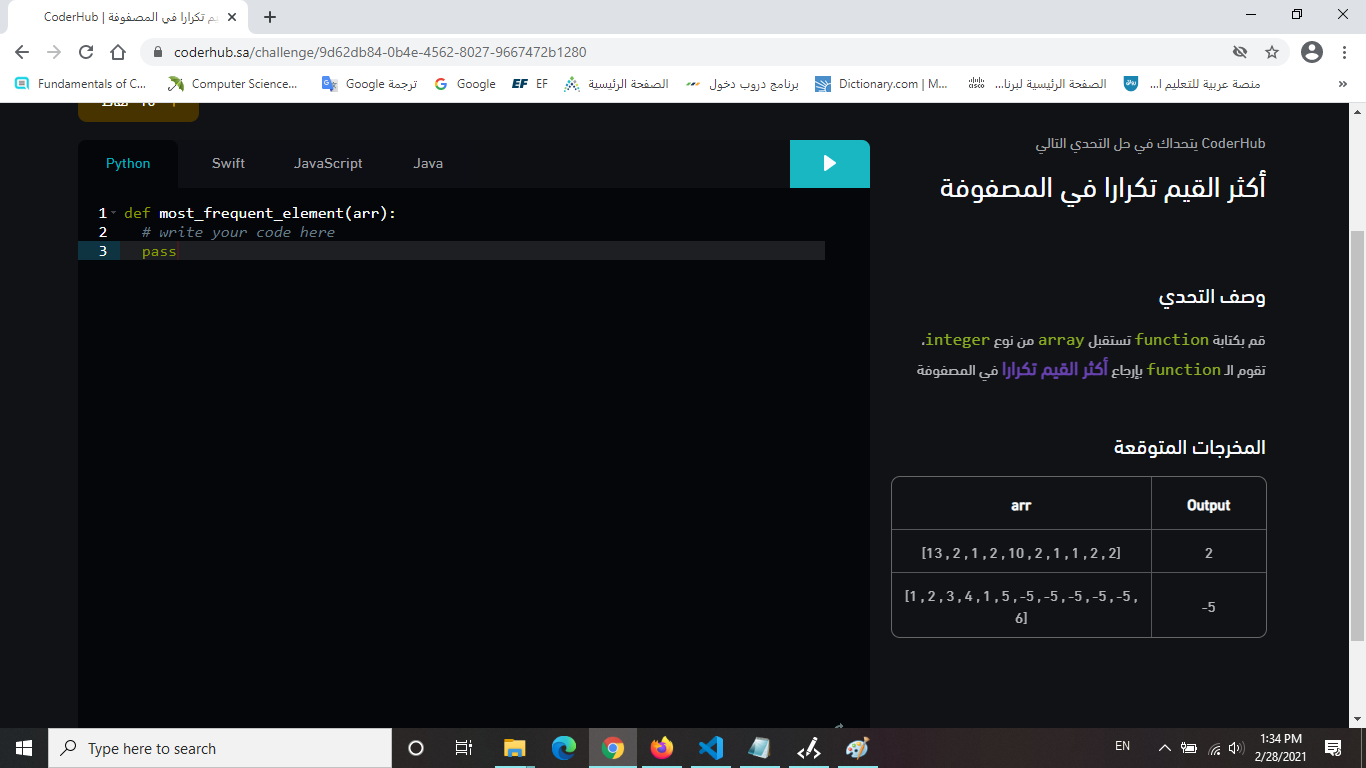 تكرارا في المصفوفة | CoderHub
coderhub.sa/challenge/9d62db84-0b4e-4562-8027-9667472b1280
Fundamentals of C... Computer Science... ترجمة Google Google EF EF الصفحة الرئيسية برنامج دروب دخول Dictionary.com | M... cisco الصفحة الرئيسية لبرنا... منصة عربية للتعليم ا... »
Python Swift JavaScript Java
1 def most_frequent_element(arr):
2 # write your code here
3 pass
CoderHub يتحداك في حل التحدي التالي
أكثر القيم تكرارا في المصفوفة
وصف التحدي
قم بكتابة function تستقبل array من نوع integer.
تقوم الـ function بإرجاع أكثر القيم تكرارا في المصفوفة
المخرجات المتوقعة
arr Output
[13 , 2 , 1 , 2 , 10 , 2 , 1 , 1 , 2 , 2] 2
[1 , 2 , 3 , 4 , 1 , 5 , -5 , -5 , -5 , -5 , -5 ,
6] -5
Type here to search
EN
1:34 PM
2/28/2021